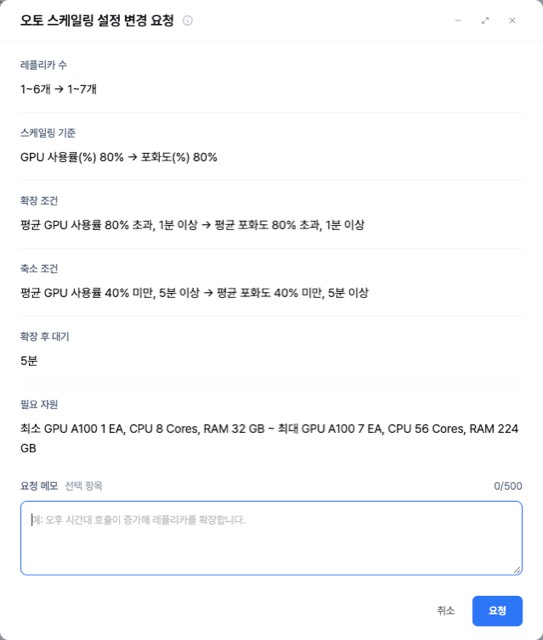 오토 스케일링 설정 변경 요청
레플리카 수
1~6개 → 1~7개
스케일링 기준
GPU 사용률(%) 80% → 포화도(%) 80%
확장 조건
평균 GPU 사용률 80% 초과, 1분 이상 → 평균 포화도 80% 초과, 1분 이상
축소 조건
평균 GPU 사용률 40% 미만, 5분 이상 → 평균 포화도 40% 미만, 5분 이상
확장 후 대기
5분
필요 자원
최소 GPU A100 1 EA, CPU 8 Cores, RAM 32 GB ~ 최대 GPU A100 7 EA, CPU 56 Cores, RAM 224
GB
요청 메모 선택 항목 0/500
예: 오후 시간대 호출이 증가해 레플리카를 확장합니다.
취소 요청